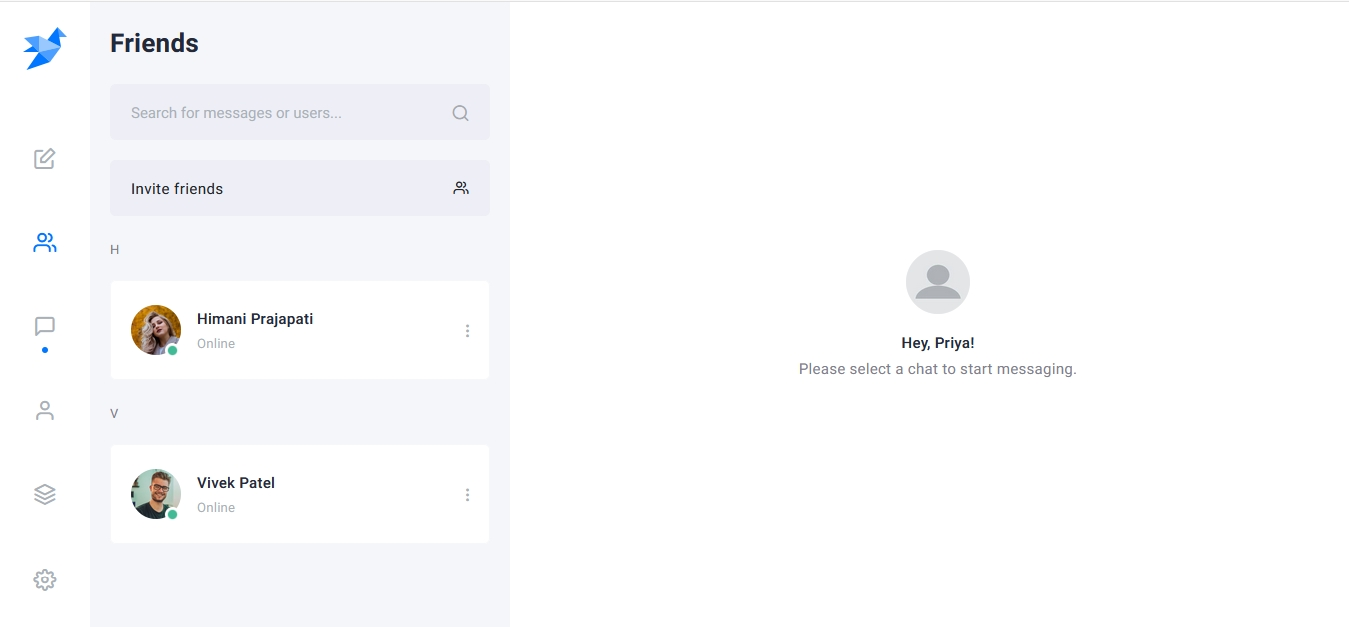 Friends
Search for messages or users...
Invite friends
H
Himani Prajapati
Online
V
Vivek Patel
Online
Hey, Priya!
Please select a chat to start messaging.